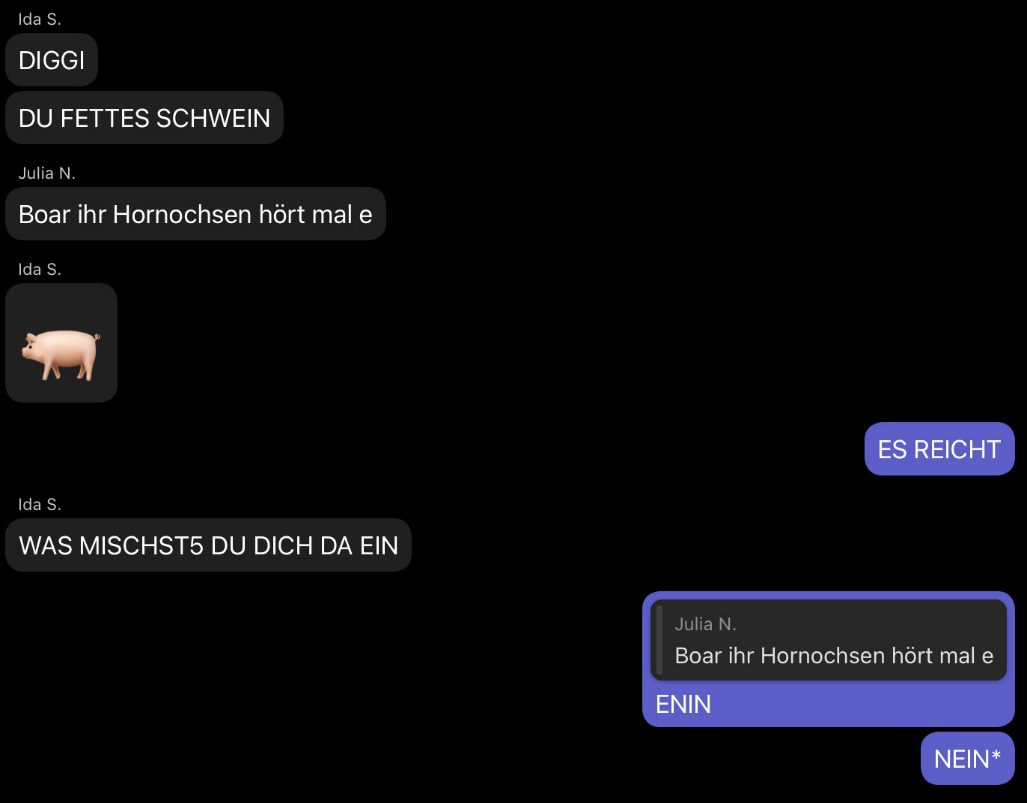 Ida S.
DIGGI
DU FETTES SCHWEIN
Julia N.
Boar ihr Hornochsen hört mal e
Ida S.
ES REICHT
Ida S.
WAS MISCHST5 DU DICH DA EIN
Julia N.
Boar ihr Hornochsen hört mal e
ENIN
NEIN*